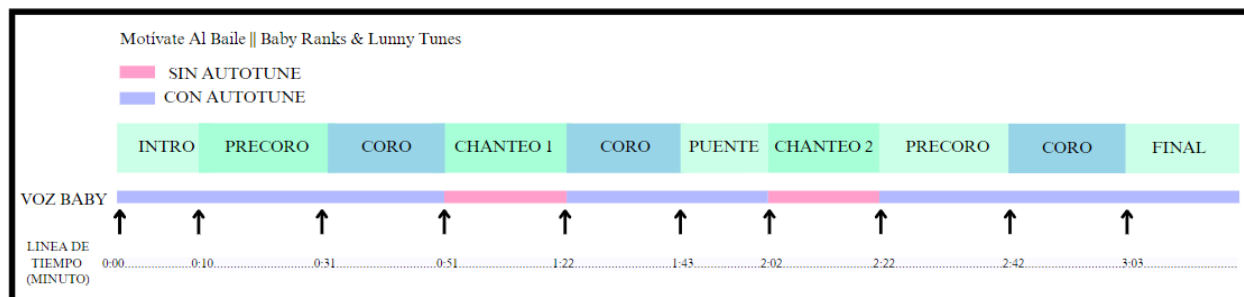 Motívate Al Baile || Baby Ranks & Lunny Tunes
SIN AUTOTUNE
CON AUTOTUNE
INTRO PRECORO CORO CHANTEO 1 CORO PUENTE CHANTEO 2 PRECORO CORO FINAL
VOZ BABY
LINEA DE
TIEMPO
(MINUTO)
0:00 0:10 0:31 0:51 1:22 1:43 2:02 2:22 2:42 3:03